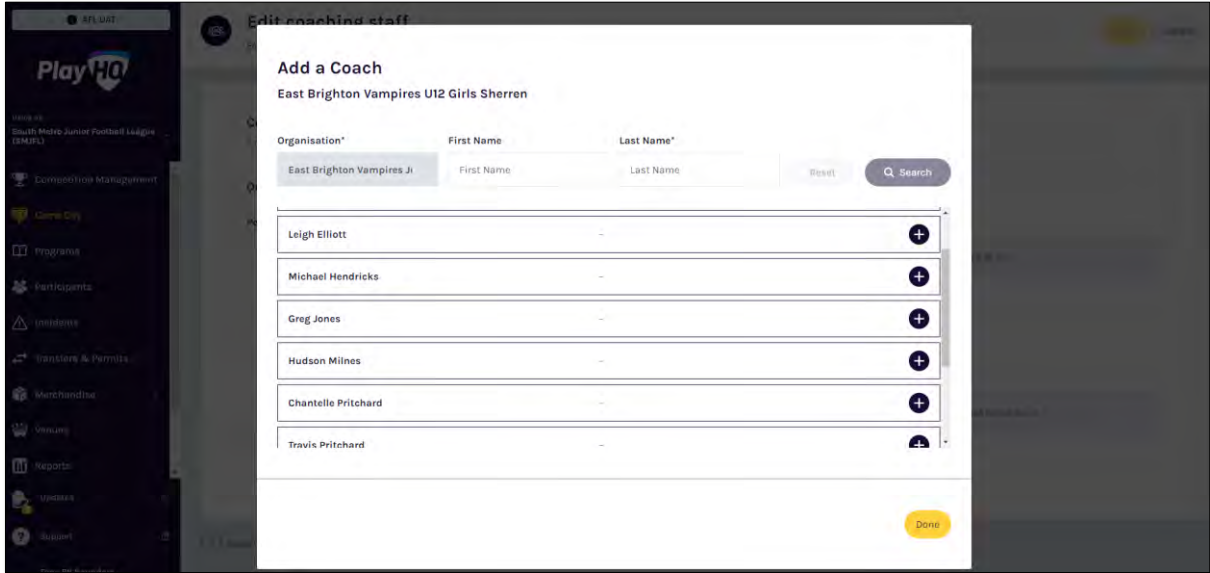 AFL UAT
Edit coaching staff
PlayHQ
South Metro Junior Football League
(SMJFL)
Competition Management
Game Day
Programs
Participants
Incidents
Transfers & Permits
Merchandise
Venues
Reports
Updates
Support
Add a Coach
East Brighton Vampires U12 Girls Sherren
Organisation* First Name Last Name*
East Brighton Vampires Ju First Name Last Name Reset Search
Leigh Elliott -
Michael Hendricks -
Greg Jones -
Hudson Milnes -
Chantelle Pritchard -
Travis Pritchard -
Done